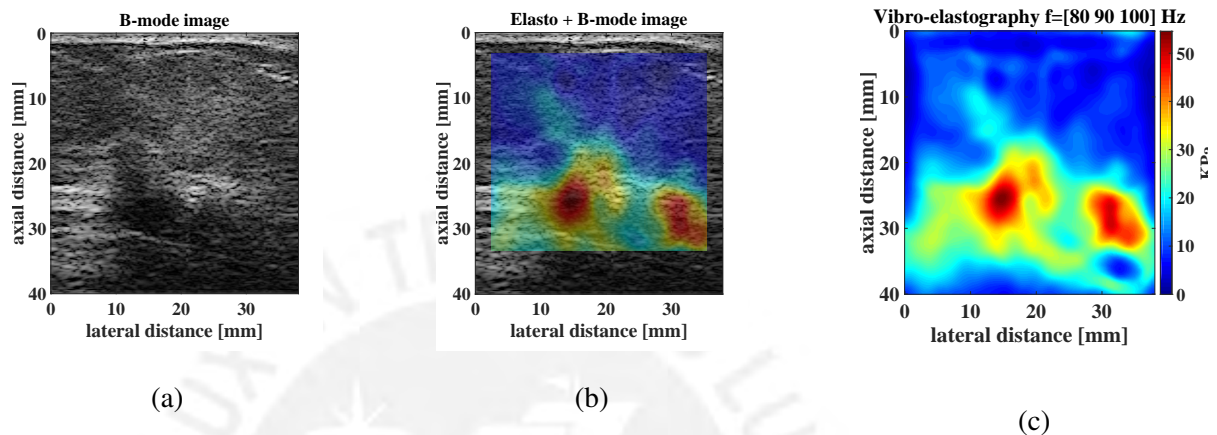 B-mode image
0
10
20
30
40
axial distance [mm]
0 10 20 30
lateral distance [mm]
(a)
Elasto + B-mode image
0
10
20
30
40
axial distance [mm]
0 10 20 30
lateral distance [mm]
(b)
Vibro-elastography f=[80 90 100] Hz
0
10
20
30
40
axial distance [mm]
0 10 20 30
lateral distance [mm]
50
40
30
20
10
0
KPa
(c)